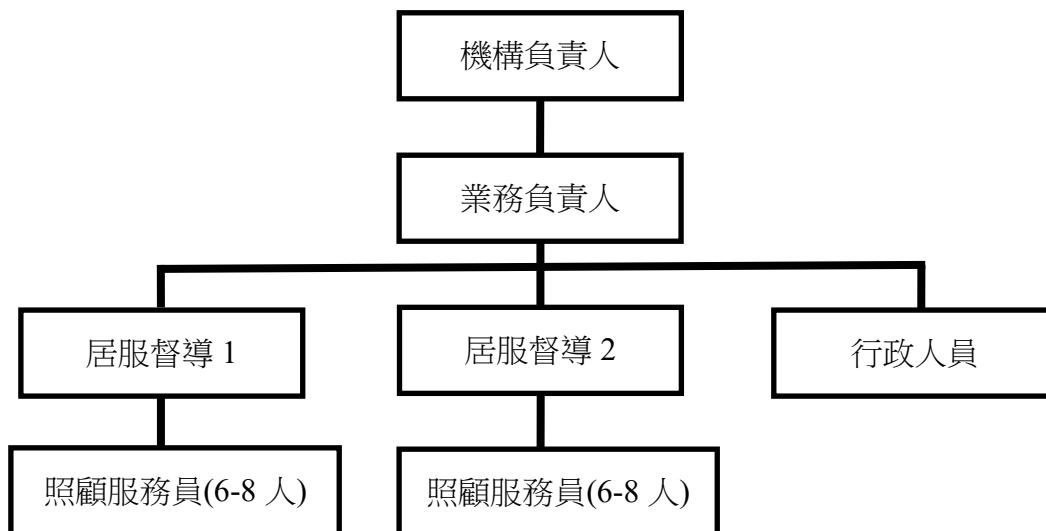 機構負責人
業務負責人
居服督導 1
居服督導 2
行政人員
照顧服務員(6-8 人)
照顧服務員(6-8 人)